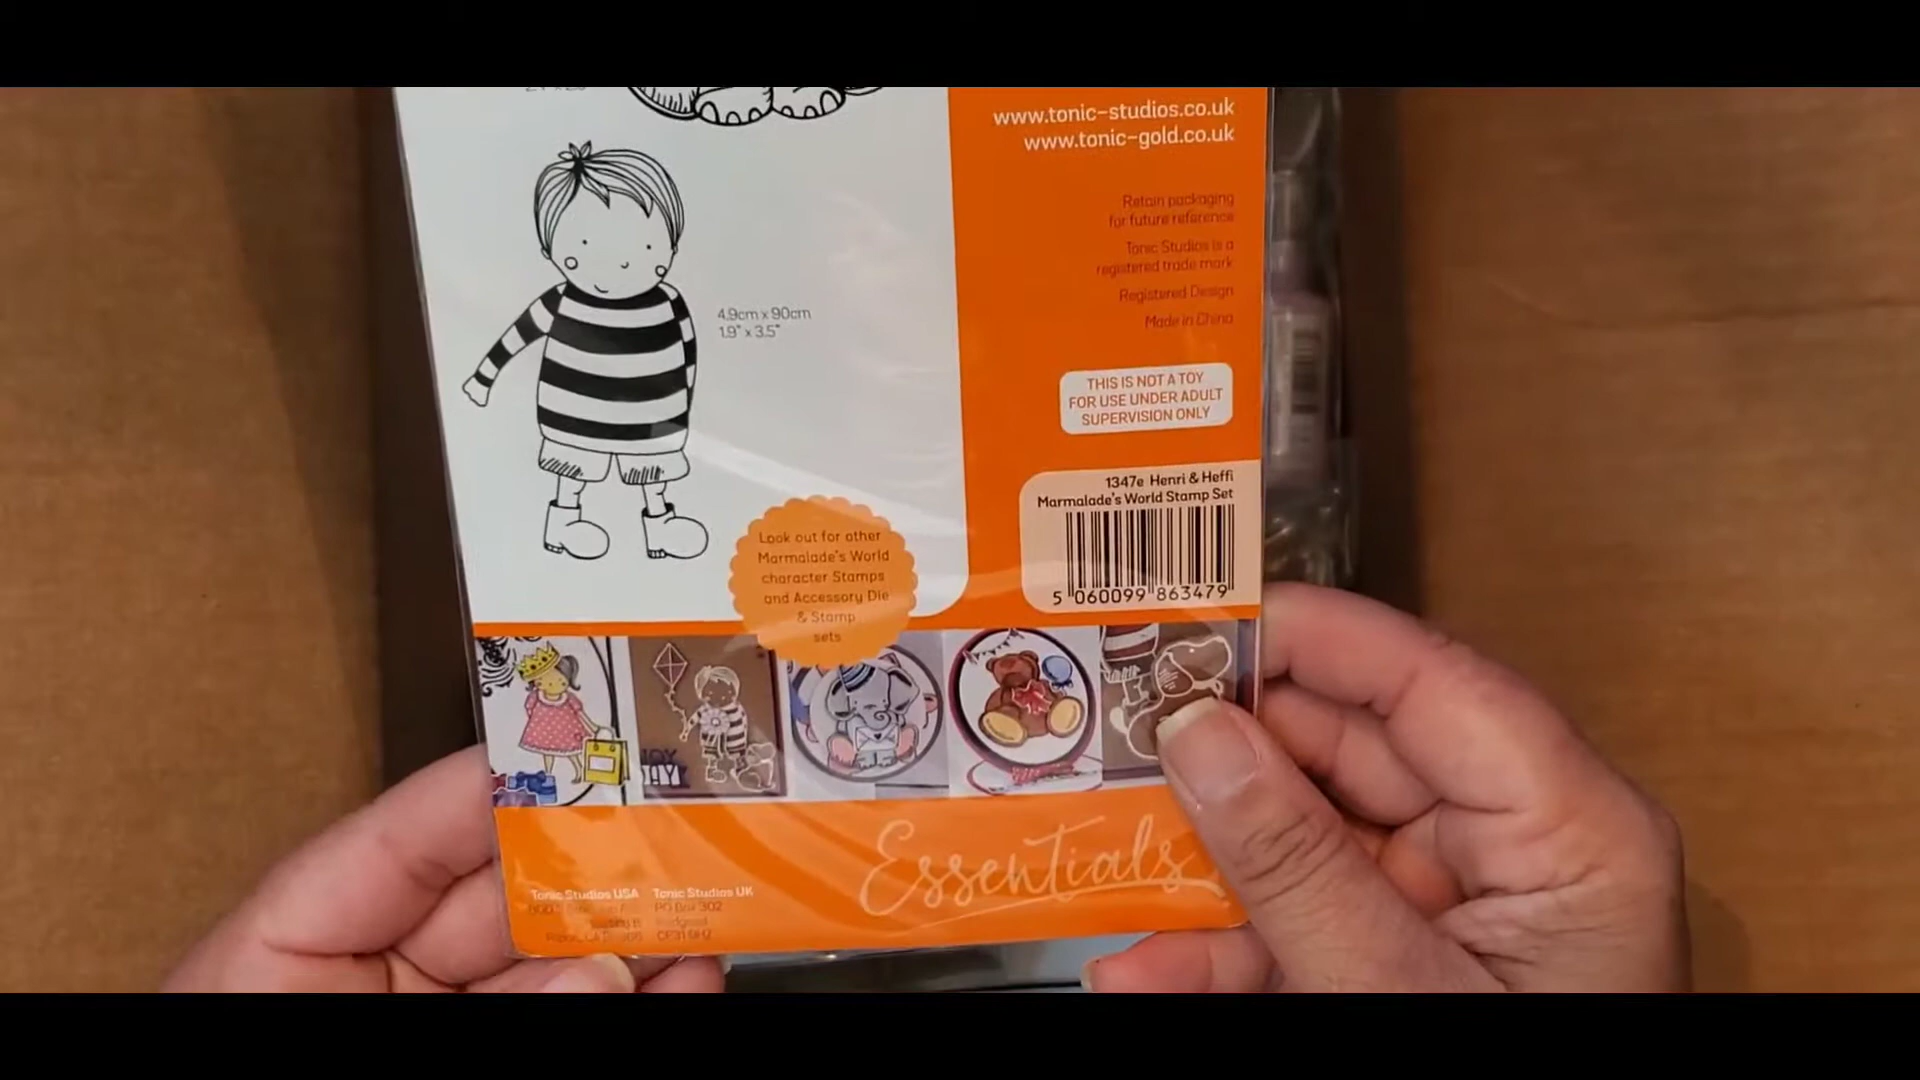 www.tonic-studios.co.uk
www.tonic-gold.co.uk
Retain packaging
for future reference
Tonic Studios is a
registered trade mark
Registered Design
Made in China
4.9cm x 90cm
1.9" x 3.5"
THIS IS NOT A TOY
FOR USE UNDER ADULT
SUPERVISION ONLY
1347e Henri & Heffi
Marmalade's World Stamp Set
5 060099 863479
Look out for other
Marmalade's World
character Stamps
and Accessory Die
& Stamp
sets
Essentials
Tonic Studios USA
Tonic Studios UK
PO Box 302